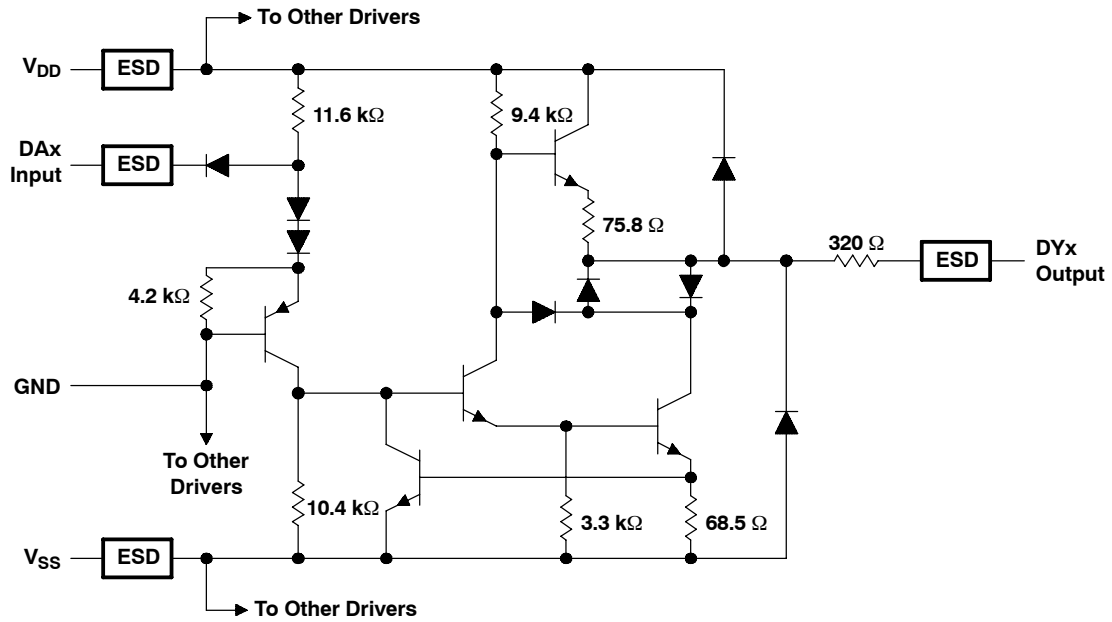 To Other Drivers
VDD
ESD
11.6 kΩ
9.4 kΩ
DAx
Input
ESD
75.8 Ω
320 Ω
ESD
DYx
Output
4.2 kΩ
GND
To Other
Drivers
10.4 kΩ
3.3 kΩ
68.5 Ω
VSS
ESD
To Other Drivers